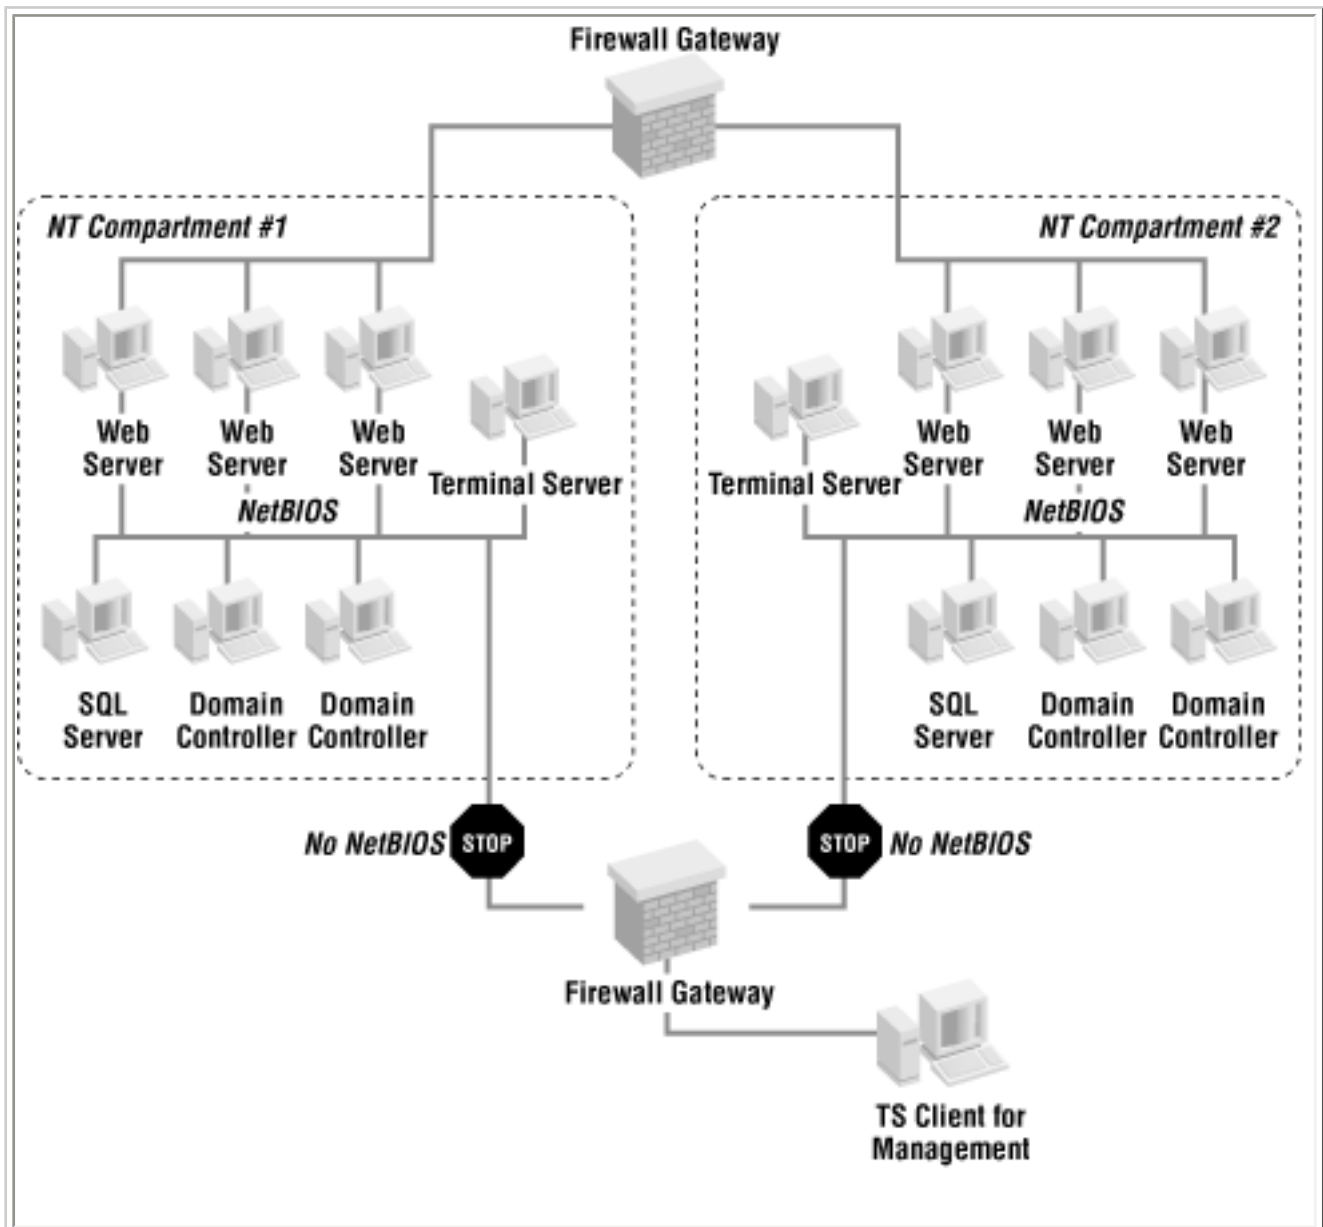 Firewall Gateway
NT Compartment #1
NT Compartment #2
Web
Server
Web
Server
Web
Server
Terminal Server
Terminal Server
Web
Server
Web
Server
Web
Server
NetBIOS
NetBIOS
SQL
Server
Domain
Controller
Domain
Controller
SQL
Server
Domain
Controller
Domain
Controller
No NetBIOS
STOP
STOP
No NetBIOS
Firewall Gateway
TS Client for
Management